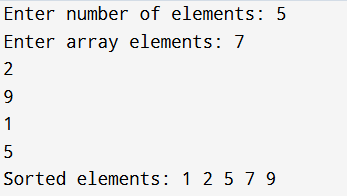 Enter number of elements: 5
Enter array elements: 7
2
9
1
5
Sorted elements: 1 2 5 7 9